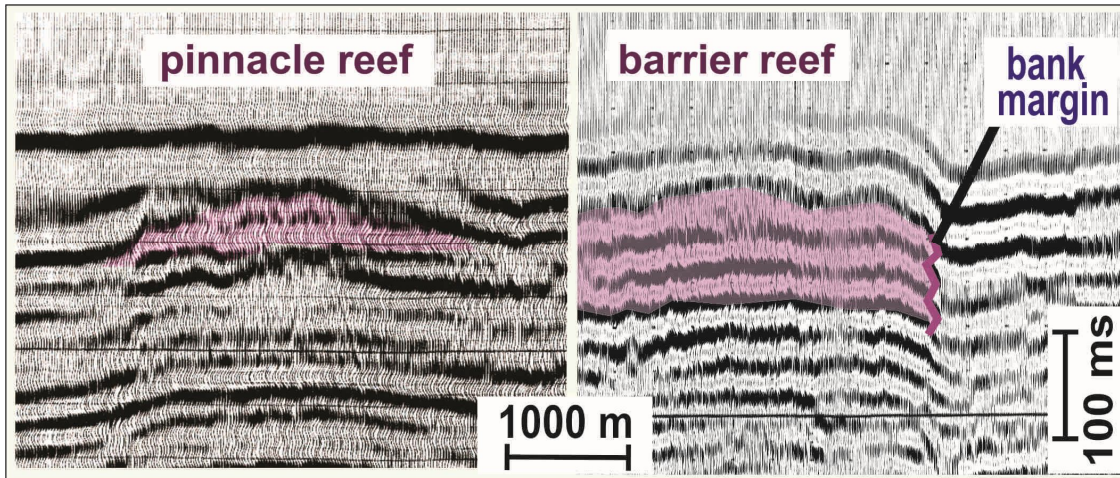 pinnacle reef
barrier reef
bank
margin
1000 m
100 ms